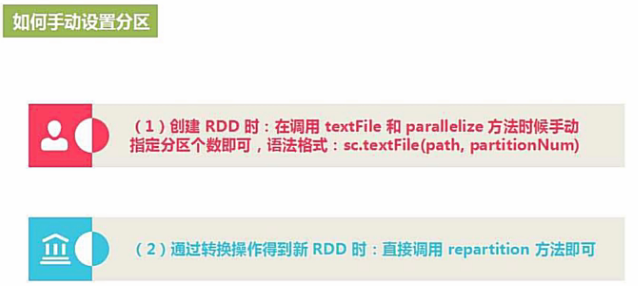 如何手动设置分区
（1）创建 RDD 时：在调用 textFile 和 parallelize 方法时候手动
指定分区个数即可，语法格式：sc.textFile(path, partitionNum)
（2）通过转换操作得到新 RDD 时：直接调用 repartition 方法即可